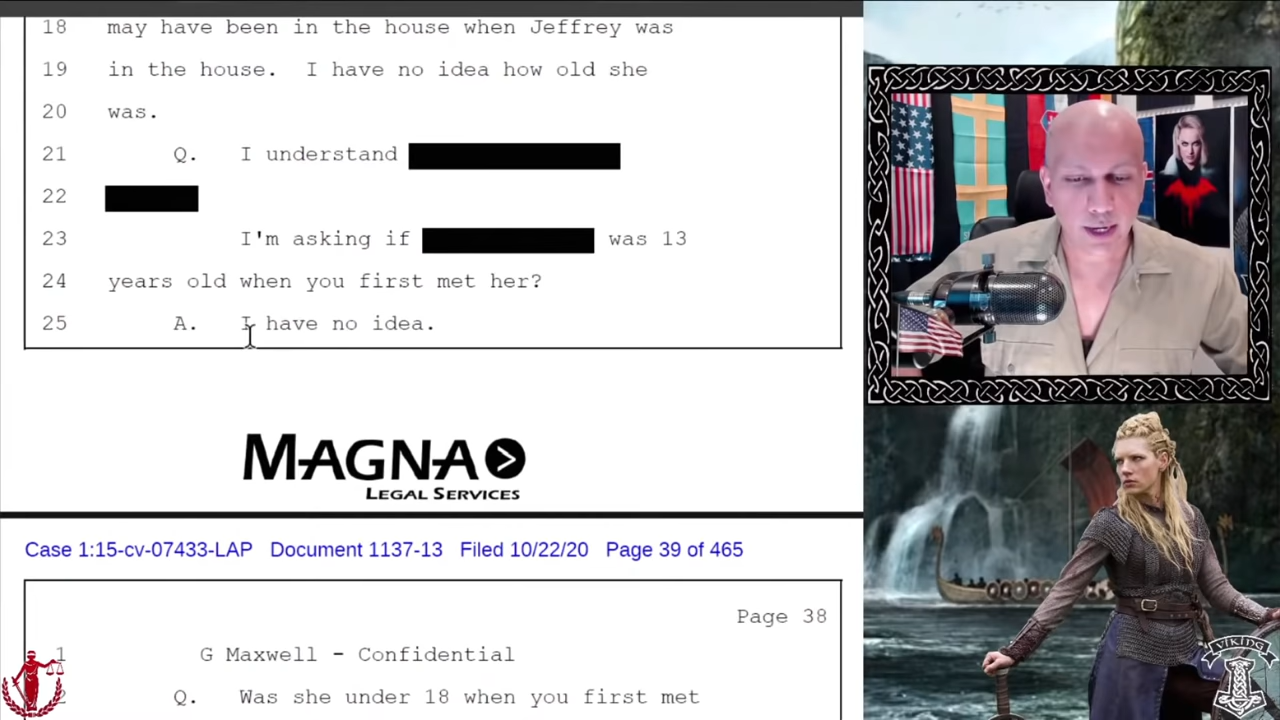 18 may have been in the house when Jeffrey was
19 in the house. I have no idea how old she
20 was.
21 Q. I understand
22
23 I'm asking if was 13
24 years old when you first met her?
25 A. I have no idea.
MAGNA
LEGAL SERVICES
Case 1:15-cv-07433-LAP Document 1137-13 Filed 10/22/20 Page 39 of 465
Page 38
1 G Maxwell - Confidential
2 Q. Was she under 18 when you first met
VIKING